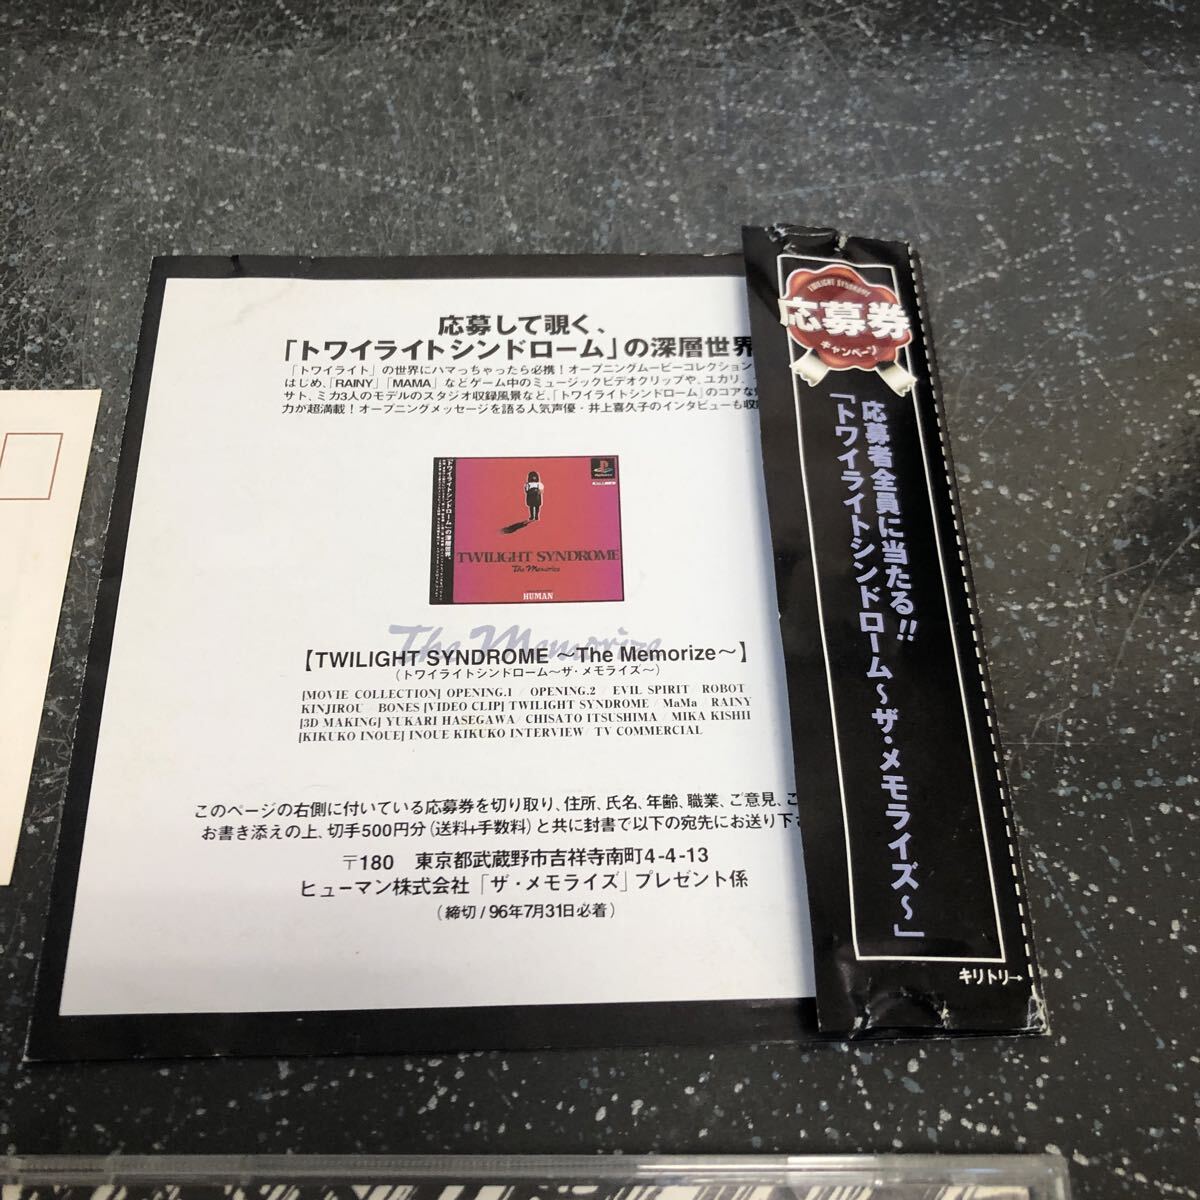 応募して覗く、
「トワイライトシンドローム」の深層世界
「トワイライト」の世界にハマっちゃったら必携！オープニングムービーコレクション
はじめ、「RAINY」「MAMA」などゲーム中のミュージックビデオクリップや、ユカリ、
サト、ミカ3人のモデルのスタジオ収録風景など、「トワイライトシンドローム」のコアな
力が超満載！オープニングメッセージを語る人気声優・井上喜久子のインタビューも収
TWILIGHT SYNDROME
The Memorize
HUMAN
The Memorize
【TWILIGHT SYNDROME ～The Memorize～】
（トワイライトシンドローム～ザ・メモライズ～）
[MOVIE COLLECTION] OPENING.1 / OPENING.2 / EVIL SPIRIT / ROBOT
KINJIROU / BONES [VIDEO CLIP] TWILIGHT SYNDROME / MaMa / RAINY
[3D MAKING] YUKARI HASEGAWA / CHISATO ITSUSHIMA / MIKA KISHII
[KIKUKO INOUE] INOUE KIKUKO INTERVIEW / TV COMMERCIAL
このページの右側に付いている応募券を切り取り、住所、氏名、年齢、職業、ご意見、
お書き添えの上、切手500円分（送料+手数料）と共に封書で以下の宛先にお送り下
〒180 東京都武蔵野市吉祥寺南町4-4-13
ヒューマン株式会社「ザ・メモライズ」プレゼント係
（締切/96年7月31日必着）
TWILIGHT SYNDROME
応募券
キャンペーン
応募者全員に当たる!!
「トワイライトシンドローム～ザ・メモライズ～」
キリトリ→